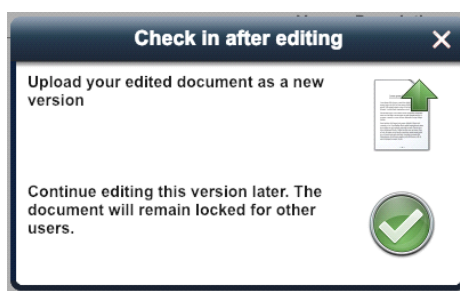 Check in after editing
Upload your edited document as a new
version
Continue editing this version later. The
document will remain locked for other
users.